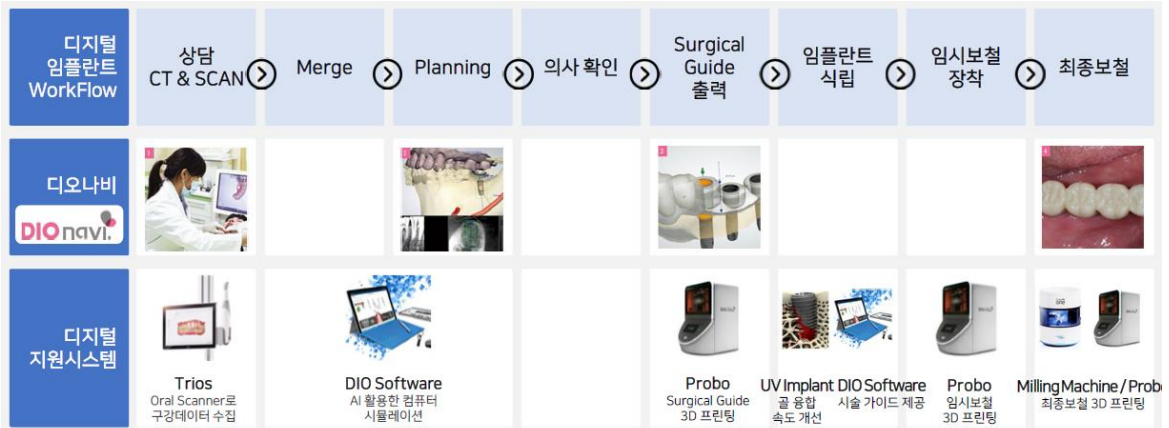 디지털
임플란트
WorkFlow
상담
CT & SCAN
Merge
Planning
의사 확인
Surgical
Guide
출력
임플란트
식립
임시보철
장착
최종보철
디오나비
DIO navi.
1
2
3
4
디지털
지원시스템
Trios
Oral Scanner로
구강데이터 수집
DIO Software
AI 활용한 컴퓨터
시뮬레이션
Probo
Surgical Guide
3D 프린팅
UV Implant
골 융합
속도 개선
DIO Software
시술 가이드 제공
Probo
임시보철
3D 프린팅
Milling Machine / Probo
최종보철 3D 프린팅